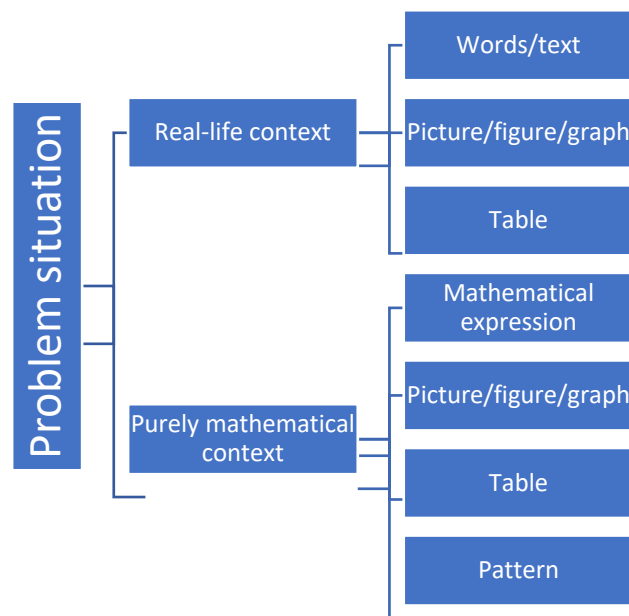 Problem situation
Real-life context
Words/text
Picture/figure/graph
Table
Purely mathematical
context
Mathematical
expression
Picture/figure/graph
Table
Pattern